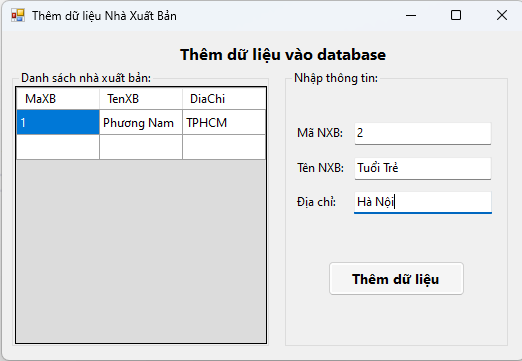 Thêm dữ liệu Nhà Xuất Bản
Thêm dữ liệu vào database
Danh sách nhà xuất bản:
MaXB TenXB DiaChi
1 Phương Nam TPHCM
Nhập thông tin:
Mã NXB: 2
Tên NXB: Tuổi Trẻ
Địa chỉ: Hà Nội
Thêm dữ liệu